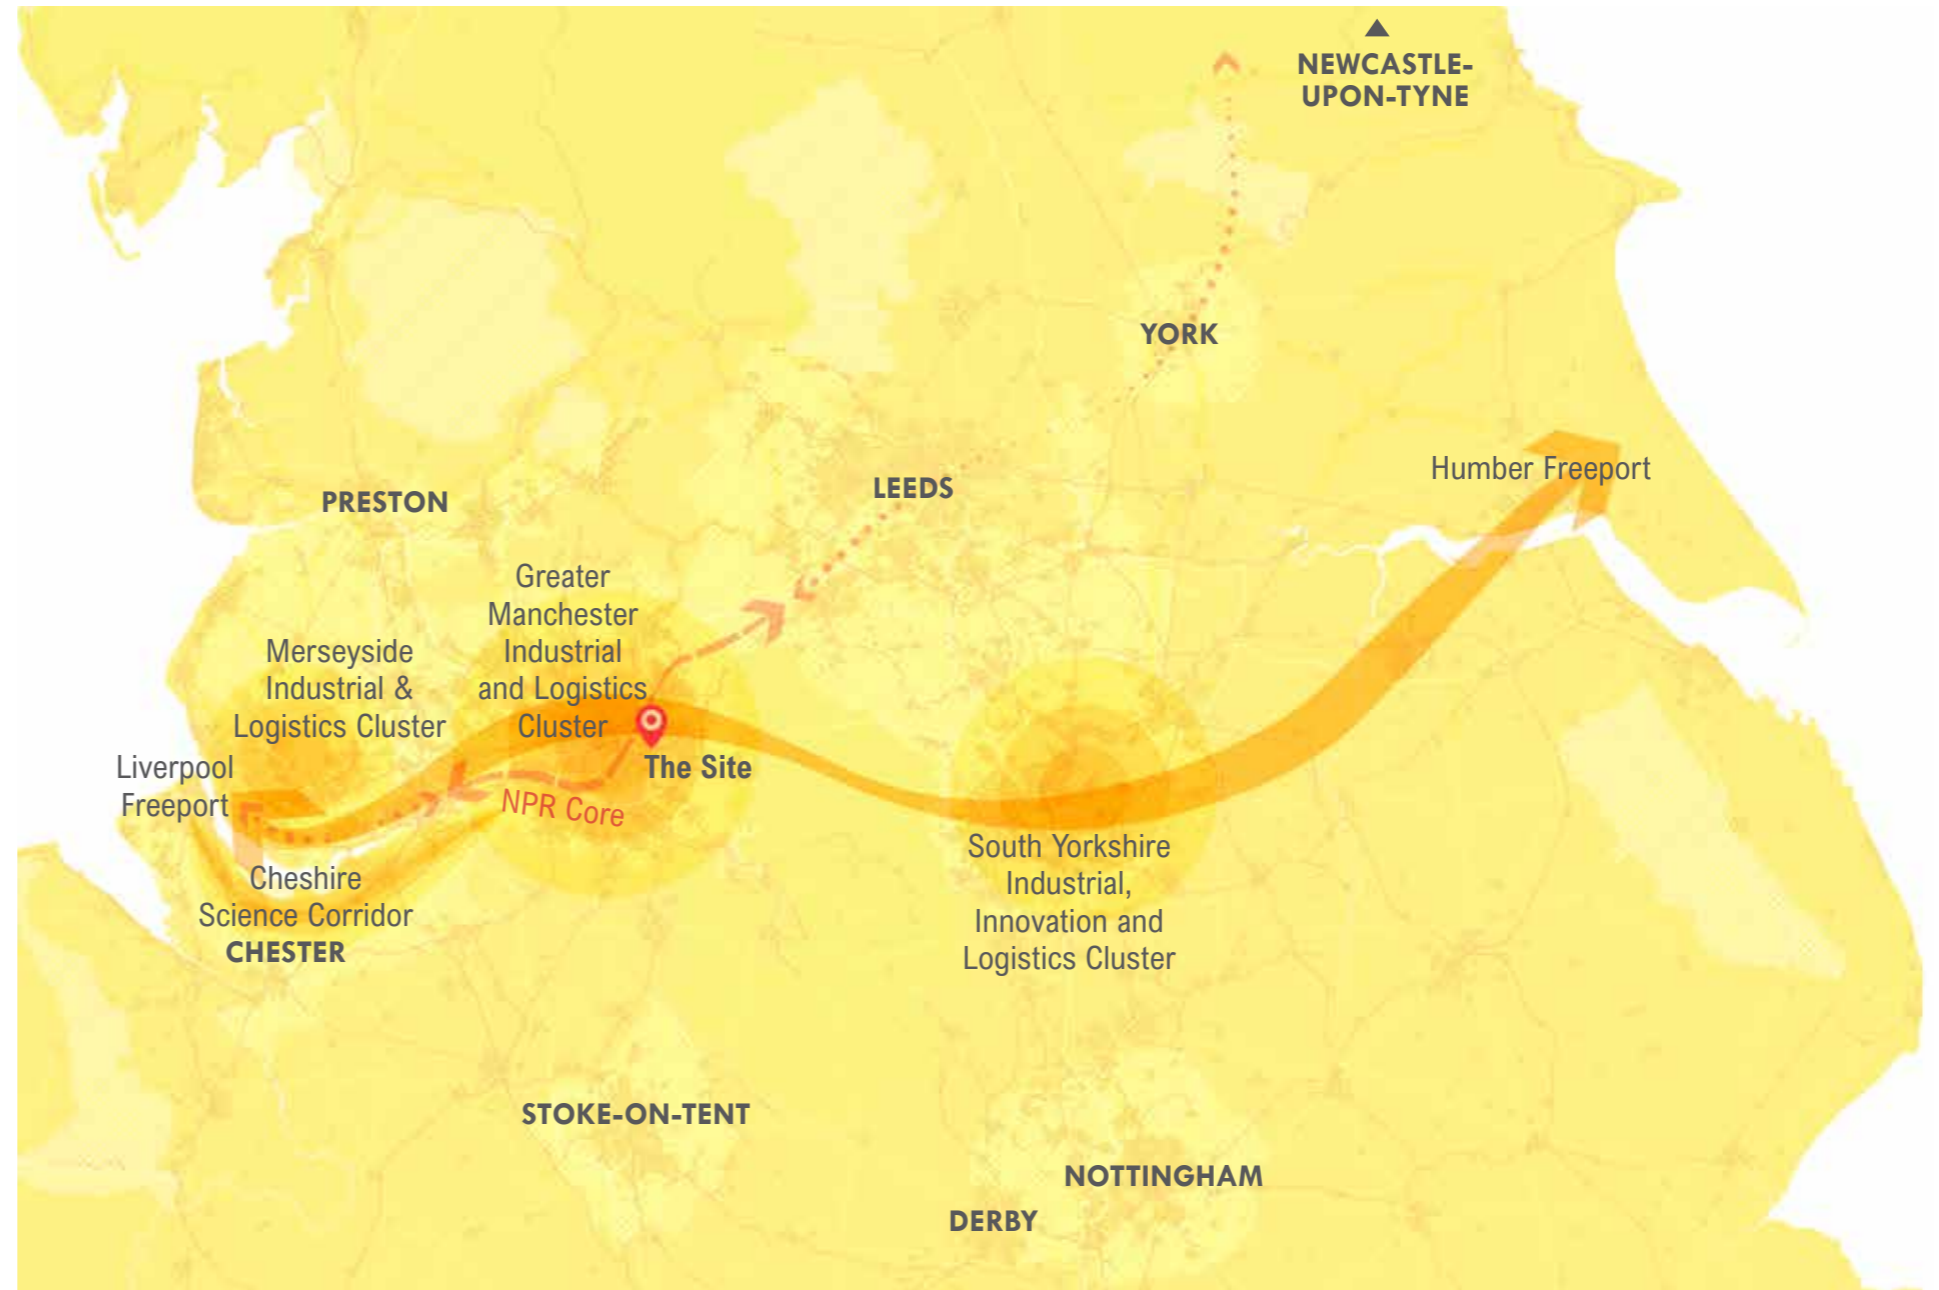 NEWCASTLE-
UPON-TYNE
YORK
Humber Freeport
LEEDS
PRESTON
Greater
Manchester
Industrial
and Logistics
Cluster
Merseyside
Industrial &
Logistics Cluster
The Site
Liverpool
Freeport
NPR Core
Cheshire
Science Corridor
CHESTER
South Yorkshire
Industrial,
Innovation and
Logistics Cluster
STOKE-ON-TENT
NOTTINGHAM
DERBY